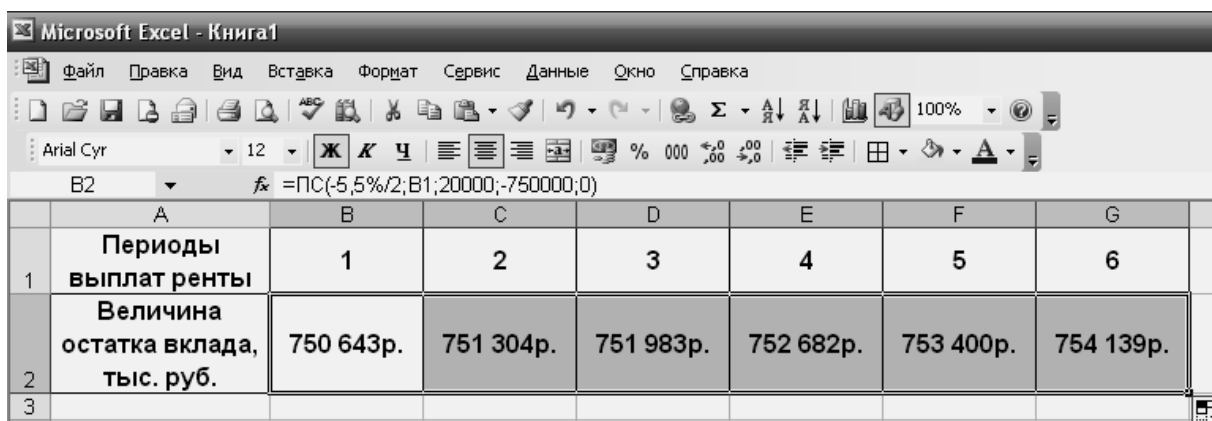 Microsoft Excel - Книга1
Файл Правка Вид Вставка Формат Сервис Данные Окно Справка
100%
Arial Cyr 12 Ж К Ч % 000
B2 fx =ПС(-5,5%/2;B1;20000;-750000;0)
A B C D E F G
Периоды
1 выплат ренты 1 2 3 4 5 6
Величина
остатка вклада, 750 643р. 751 304р. 751 983р. 752 682р. 753 400р. 754 139р.
2 тыс. руб.
3